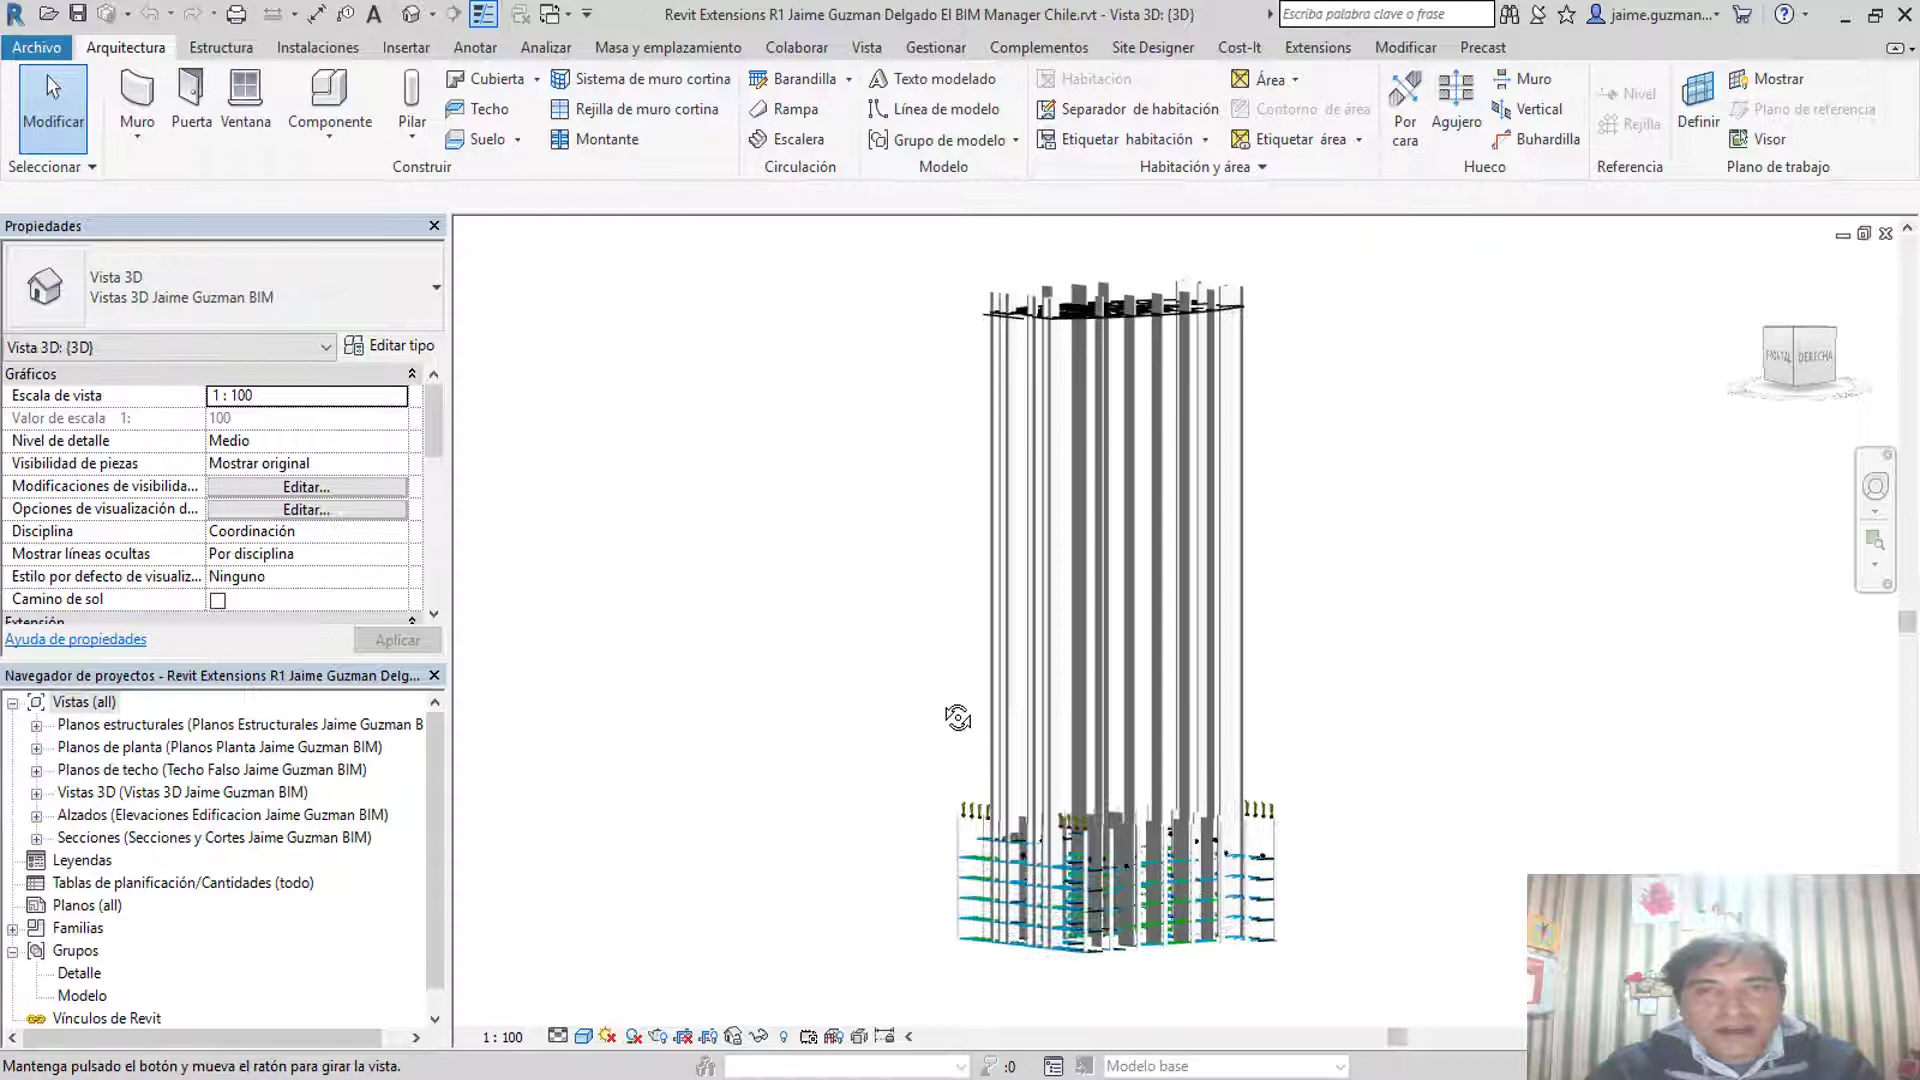 Revit Extensions R1 Jaime Guzman Delgado El BIM Manager Chile.rvt - Vista 3D: {3D}
Escriba palabra clave o frase
jaime.guzman...
Archivo Arquitectura Estructura Instalaciones Insertar Anotar Analizar Masa y emplazamiento Colaborar Vista Gestionar Complementos Site Designer Cost-It Extensions Modificar Precast
Modificar
Muro
Puerta
Ventana
Componente
Pilar
Cubierta
Techo
Suelo
Sistema de muro cortina
Rejilla de muro cortina
Montante
Barandilla
Rampa
Escalera
Texto modelado
Línea de modelo
Grupo de modelo
Habitación
Separador de habitación
Etiquetar habitación
Área
Contorno de área
Etiquetar área
Por
cara
Agujero
Muro
Vertical
Buhardilla
Nivel
Rejilla
Definir
Mostrar
Plano de referencia
Visor
Seleccionar Construir Circulación Modelo Habitación y área Hueco Referencia Plano de trabajo
Propiedades
Vista 3D
Vistas 3D Jaime Guzman BIM
Vista 3D: {3D} Editar tipo
Gráficos
Escala de vista 1 : 100
Valor de escala 1: 100
Nivel de detalle Medio
Visibilidad de piezas Mostrar original
Modificaciones de visibilida... Editar...
Opciones de visualización d... Editar...
Disciplina Coordinación
Mostrar líneas ocultas Por disciplina
Estilo por defecto de visualiz... Ninguno
Camino de sol
Extensión
Ayuda de propiedades Aplicar
Navegador de proyectos - Revit Extensions R1 Jaime Guzman Delg...
Vistas (all)
Planos estructurales (Planos Estructurales Jaime Guzman B
Planos de planta (Planos Planta Jaime Guzman BIM)
Planos de techo (Techo Falso Jaime Guzman BIM)
Vistas 3D (Vistas 3D Jaime Guzman BIM)
Alzados (Elevaciones Edificacion Jaime Guzman BIM)
Secciones (Secciones y Cortes Jaime Guzman BIM)
Leyendas
Tablas de planificación/Cantidades (todo)
Planos (all)
Familias
Grupos
Detalle
Modelo
Vínculos de Revit
FRONTAL DERECHA
1 : 100
Mantenga pulsado el botón y mueva el ratón para girar la vista.
:0
Modelo base